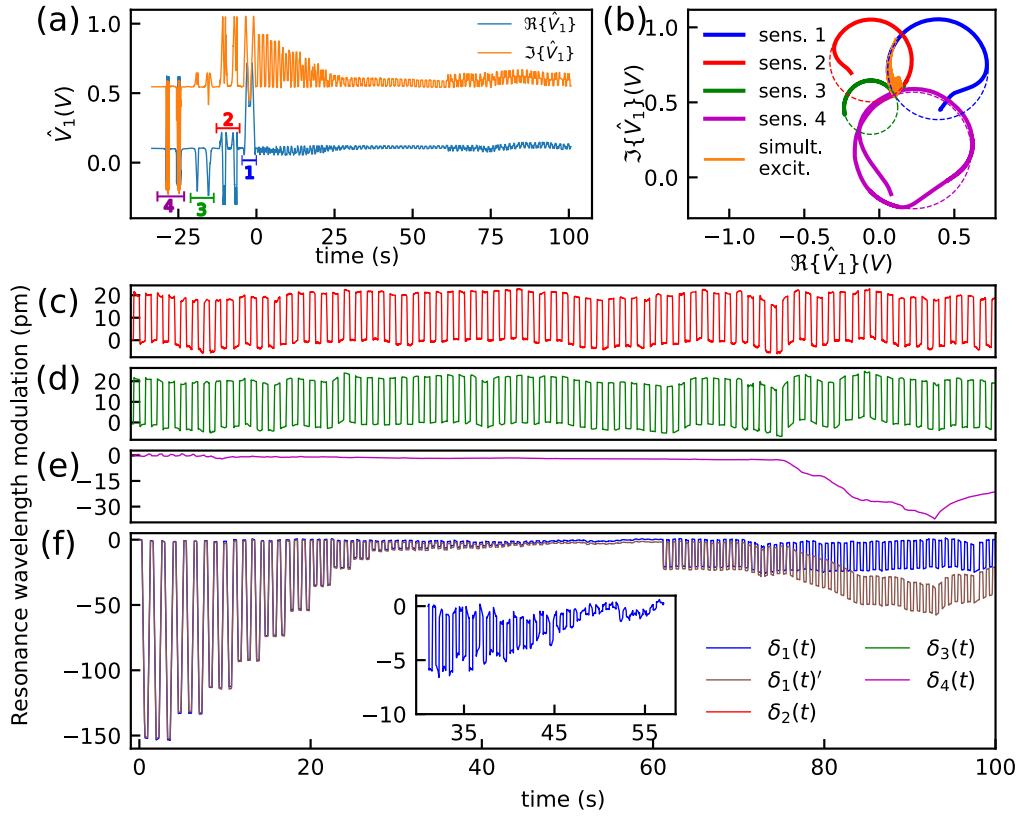 (a)
V̂₁(V)
1.0
0.5
0.0
ℜ{V̂₁}
ℑ{V̂₁}
4
3
2
1
−25 0 25 50 75 100
time (s)
(b)
ℑ{V̂₁}(V)
1.0
0.5
0.0
sens. 1
sens. 2
sens. 3
sens. 4
simult.
excit.
−1.0 −0.5 0.0 0.5
ℜ{V̂₁}(V)
Resonance wavelength modulation (pm)
(c)
20
10
0
(d)
20
10
0
(e)
0
−15
−30
(f)
0
−50
−100
−150
0
−5
−10
35 45 55
δ₁(t)
δ₁(t)′
δ₂(t)
δ₃(t)
δ₄(t)
0 20 40 60 80 100
time (s)